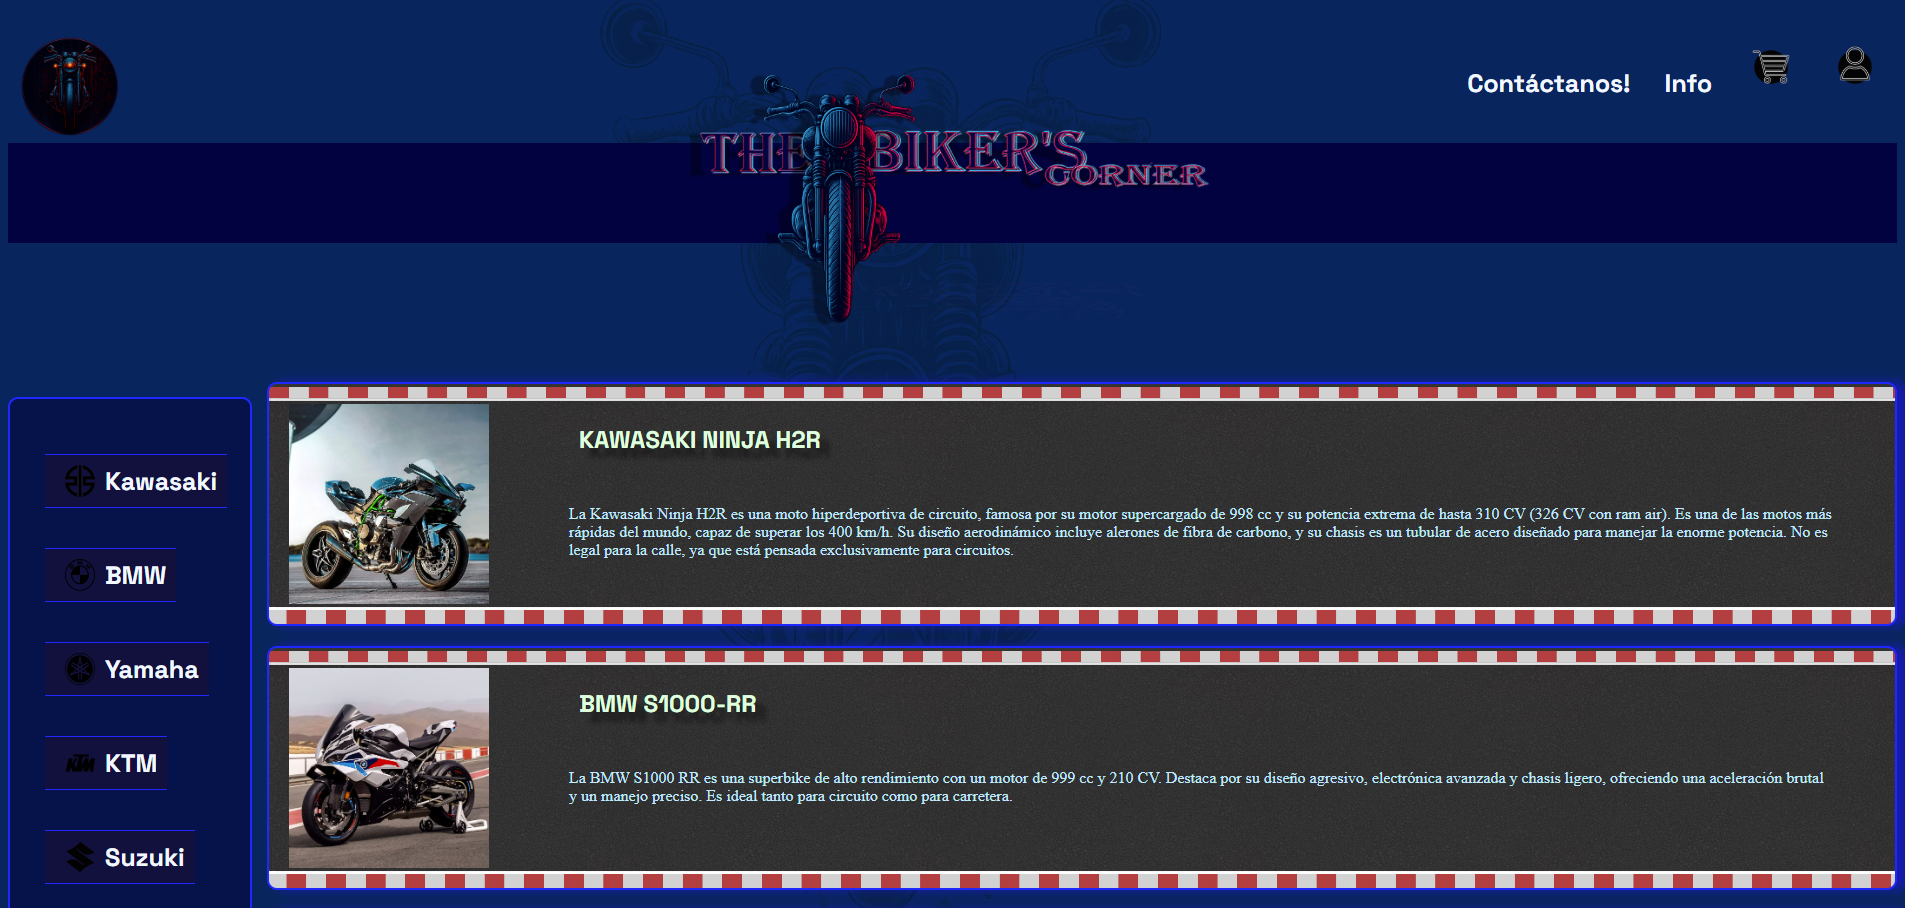 Contáctanos! Info
THE BIKER'S
CORNER
Kawasaki
BMW
Yamaha
KTM KTM
Suzuki
KAWASAKI NINJA H2R
La Kawasaki Ninja H2R es una moto hiperdeportiva de circuito, famosa por su motor supercargado de 998 cc y su potencia extrema de hasta 310 CV (326 CV con ram air). Es una de las motos más
rápidas del mundo, capaz de superar los 400 km/h. Su diseño aerodinámico incluye alerones de fibra de carbono, y su chasis es un tubular de acero diseñado para manejar la enorme potencia. No es
legal para la calle, ya que está pensada exclusivamente para circuitos.
BMW S1000-RR
La BMW S1000 RR es una superbike de alto rendimiento con un motor de 999 cc y 210 CV. Destaca por su diseño agresivo, electrónica avanzada y chasis ligero, ofreciendo una aceleración brutal
y un manejo preciso. Es ideal tanto para circuito como para carretera.